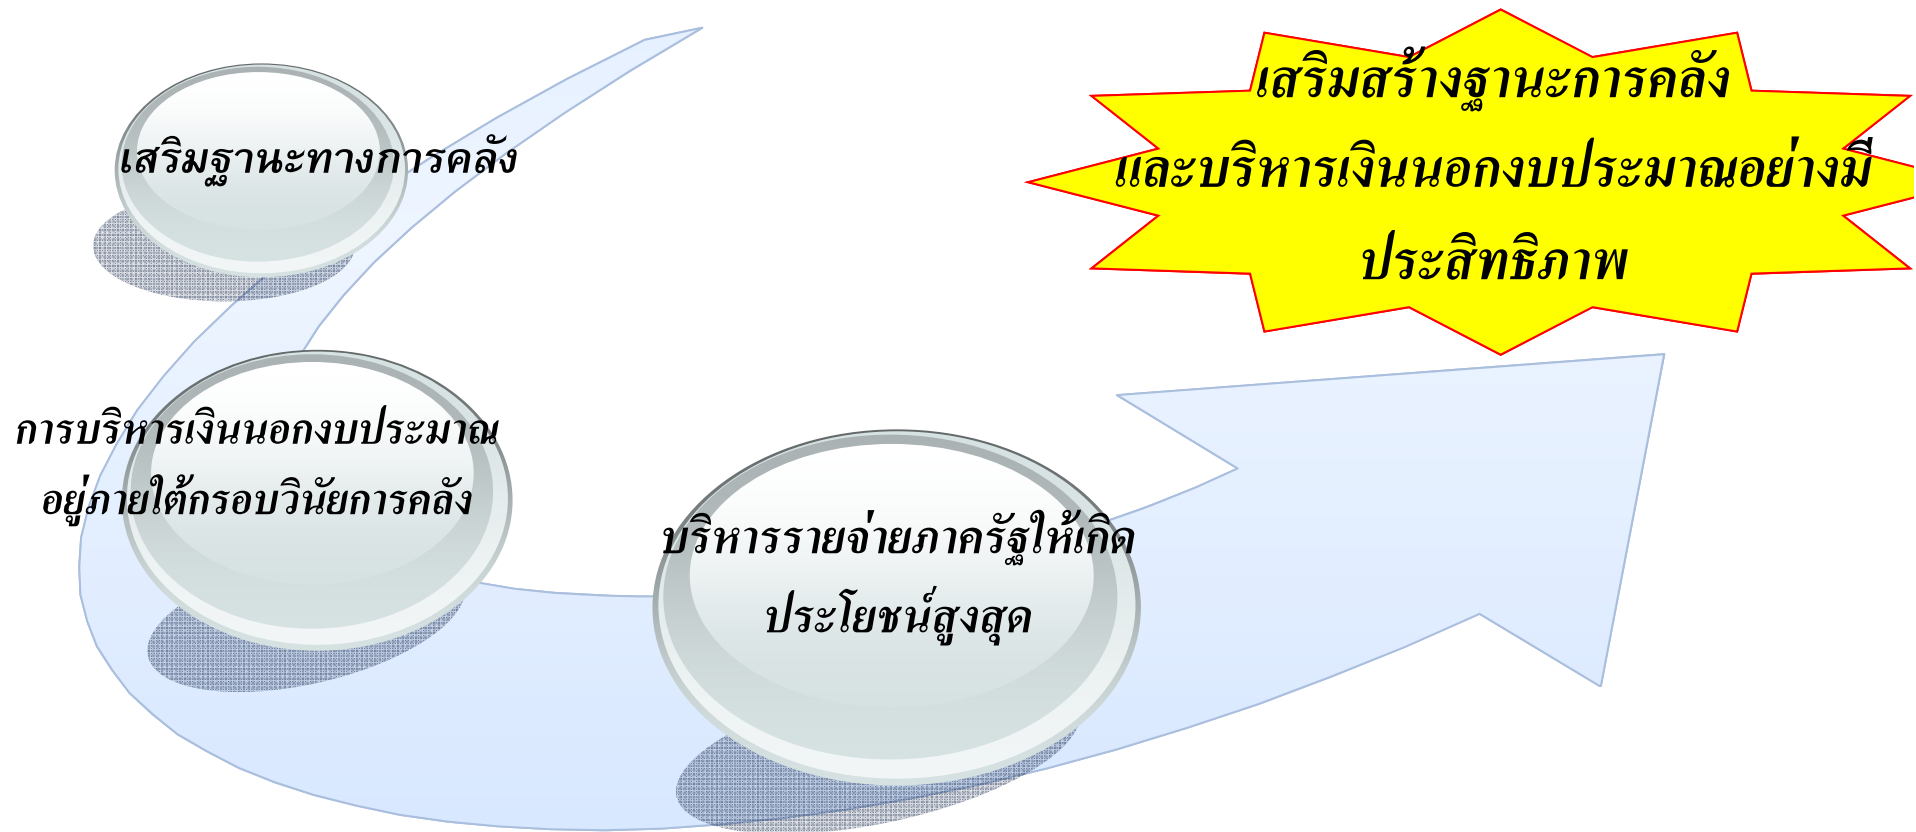 เสริมฐานะทางการคลัง
การบริหารเงินนอกงบประมาณ
อยู่ภายใต้กรอบวินัยการคลัง
บริหารรายจ่ายภาครัฐให้เกิด
ประโยชน์สูงสุด
เสริมสร้างฐานะการคลัง
และบริหารเงินนอกงบประมาณอย่างมี
ประสิทธิภาพ